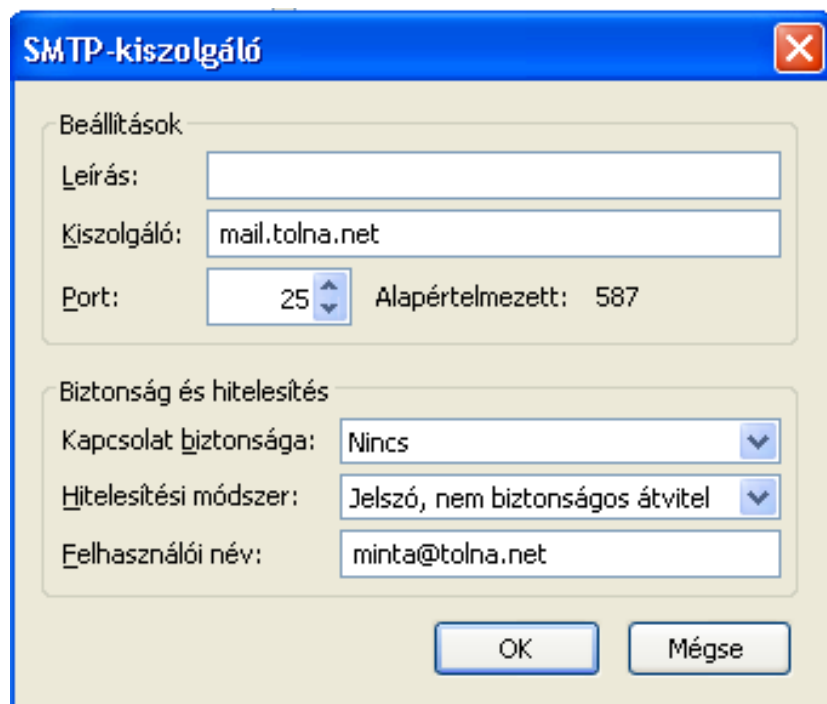 SMTP-kiszolgáló
Beállítások
Leírás:
Kiszolgáló: mail.tolna.net
Port: 25 Alapértelmezett: 587
Biztonság és hitelesítés
Kapcsolat biztonsága: Nincs
Hitelesítési módszer: Jelszó, nem biztonságos átvitel
Felhasználói név: minta@tolna.net
OK Mégse